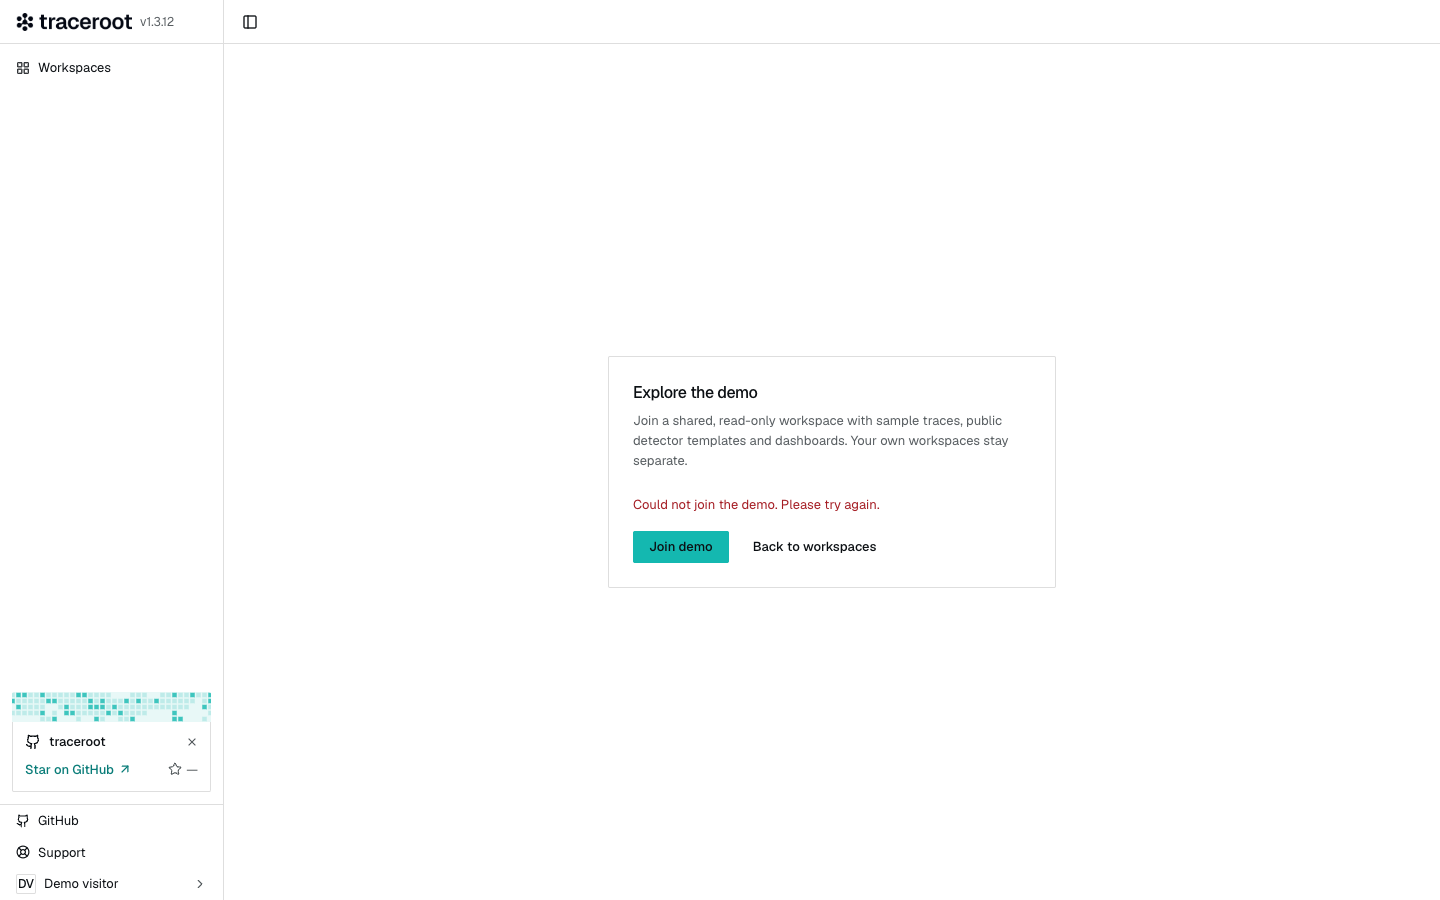 traceroot v1.3.12
Workspaces
Explore the demo
Join a shared, read-only workspace with sample traces, public
detector templates and dashboards. Your own workspaces stay
separate.
Could not join the demo. Please try again.
Join demo
Back to workspaces
traceroot
Star on GitHub
GitHub
Support
DV Demo visitor